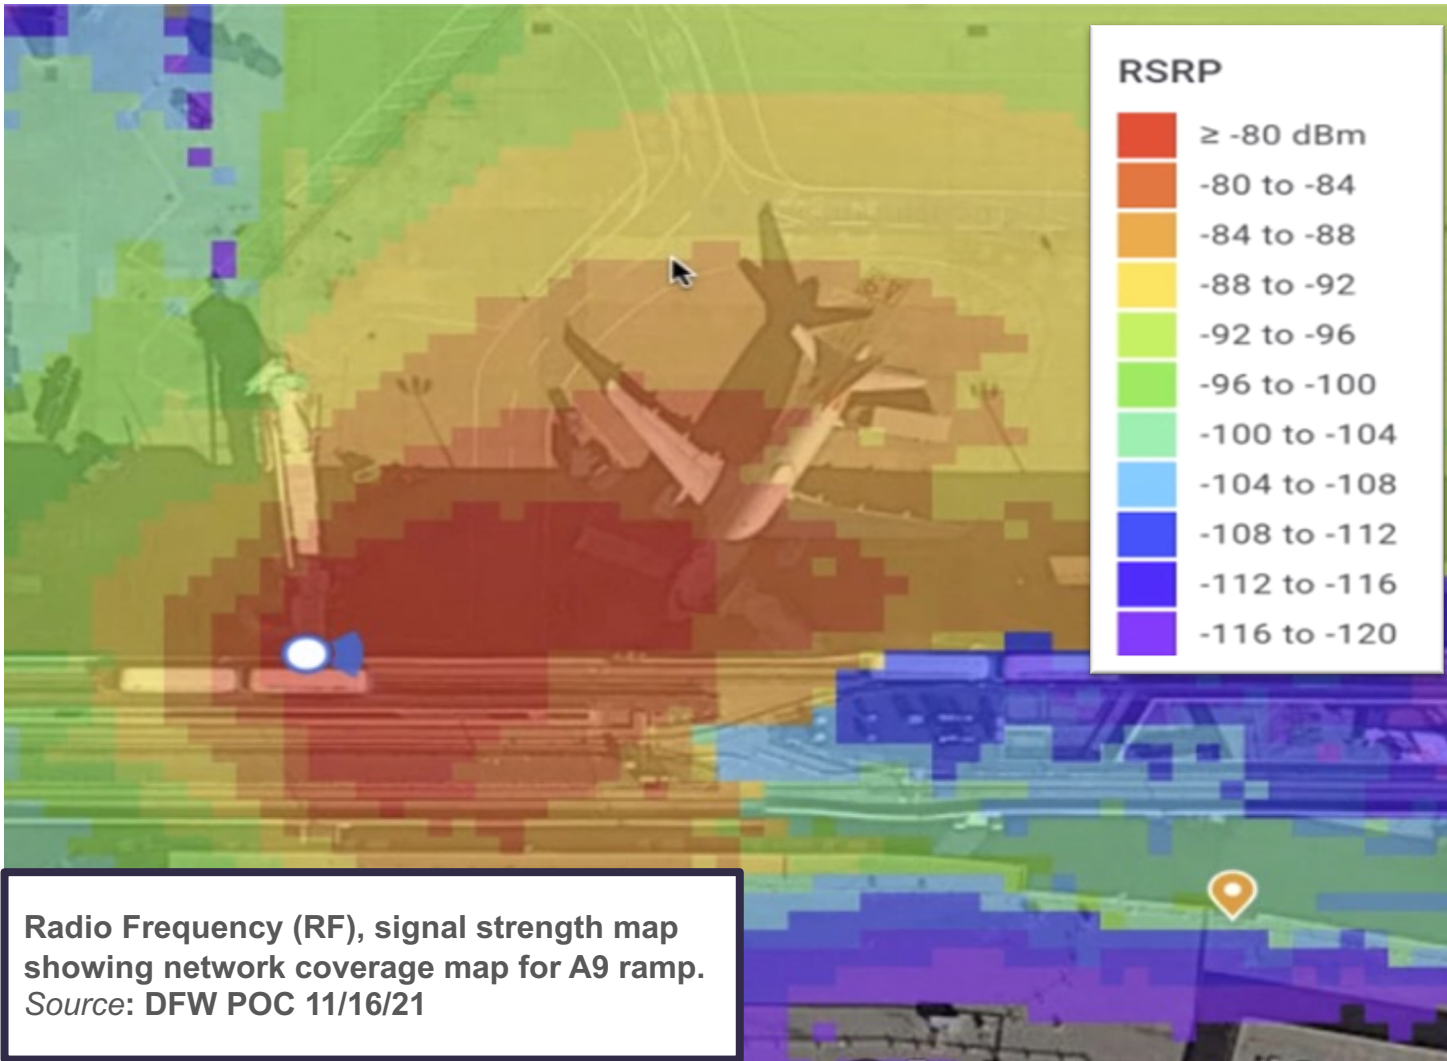 RSRP
≥ -80 dBm
-80 to -84
-84 to -88
-88 to -92
-92 to -96
-96 to -100
-100 to -104
-104 to -108
-108 to -112
-112 to -116
-116 to -120
Radio Frequency (RF), signal strength map
showing network coverage map for A9 ramp.
Source: DFW POC 11/16/21